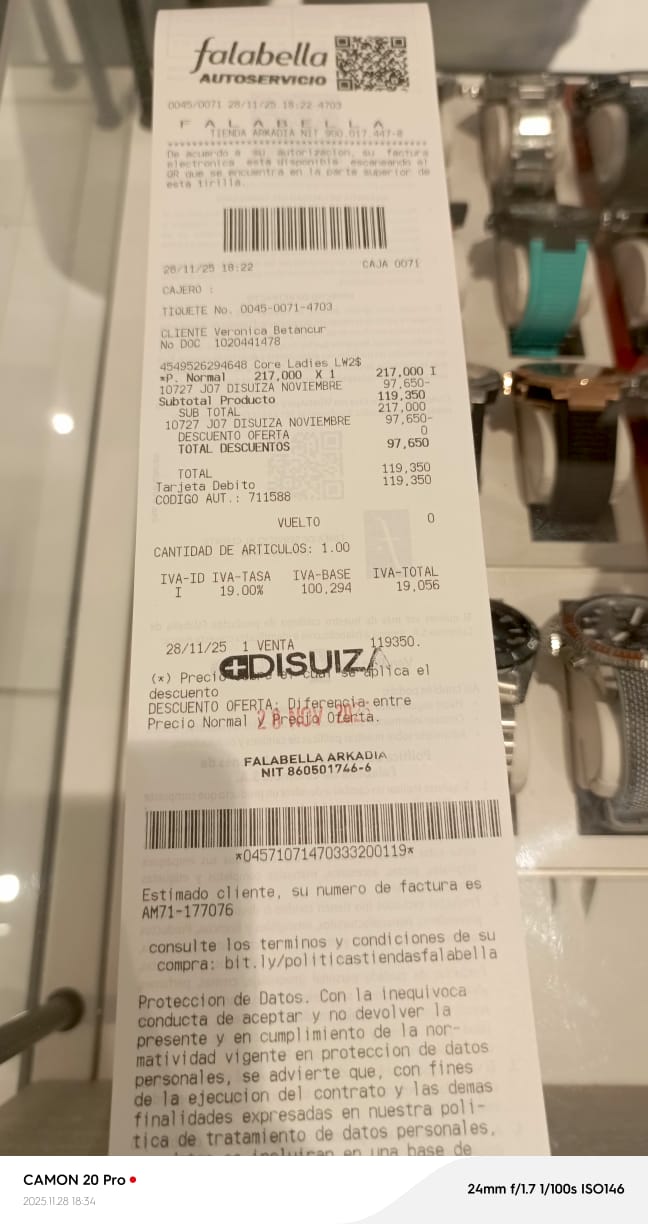 falabella
AUTOSERVICIO
0045/0071 28/11/25 18:22 4703
F A L A B E L L A
TIENDA ARKADIA NIT 900.017.447-8
De acuerdo a su autorizacion, su factura
electronica esta disponible escaneando el
QR que se encuentra en la parte superior de
esta tirilla.
28/11/25 18:22 CAJA 0071
CAJERO :
TIQUETE No. 0045-0071-4703
CLIENTE Veronica Betancur
No DOC 1020441478
4549526294648 Core Ladies LW2$
*P. Normal 217,000 X 1 217,000 I
10727 J07 DISUIZA NOVIEMBRE 97,650-
Subtotal Producto 119,350
SUB TOTAL 217,000
10727 J07 DISUIZA NOVIEMBRE 97,650-
DESCUENTO OFERTA 0
TOTAL DESCUENTOS 97,650
TOTAL 119,350
Tarjeta Debito 119,350
CODIGO AUT.: 711588
VUELTO 0
CANTIDAD DE ARTICULOS: 1.00
IVA-ID IVA-TASA IVA-BASE IVA-TOTAL
I 19.00% 100,294 19,056
28/11/25 1 VENTA 119350.
DISUIZA
(*) Precio sobre el cual se aplica el
descuento
DESCUENTO OFERTA: Diferencia entre
Precio Normal y Precio Oferta.
28 NOV
FALABELLA ARKADIA
NIT 860501746-6
*04571071470333200119*
Estimado cliente, su numero de factura es
AM71-177076
consulte los terminos y condiciones de su
compra: bit.ly/politicastiendasfalabella
Proteccion de Datos. Con la inequivoca
conducta de aceptar y no devolver la
presente y en cumplimiento de la nor-
matividad vigente en proteccion de datos
personales, se advierte que, con fines
de la ejecucion del contrato y las demas
finalidades expresadas en nuestra poli-
tica de tratamiento de datos personales,
en una base de
CAMON 20 Pro
2025.11.28 18:34
24mm f/1.7 1/100s ISO146